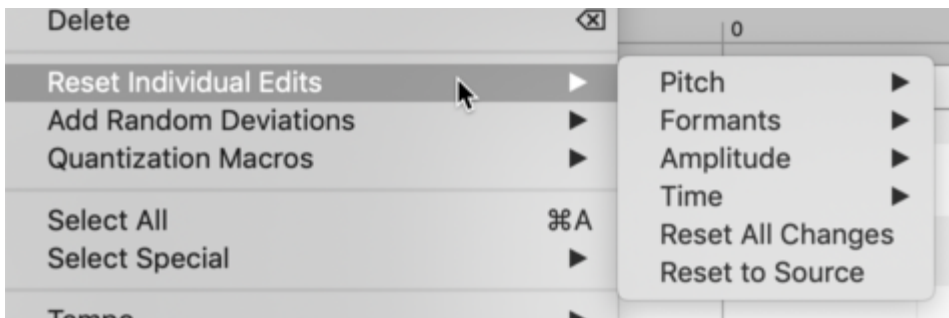 Delete ⌫
0
Reset Individual Edits
Add Random Deviations
Quantization Macros
Select All ⌘A
Select Special
Tempo
Pitch
Formants
Amplitude
Time
Reset All Changes
Reset to Source